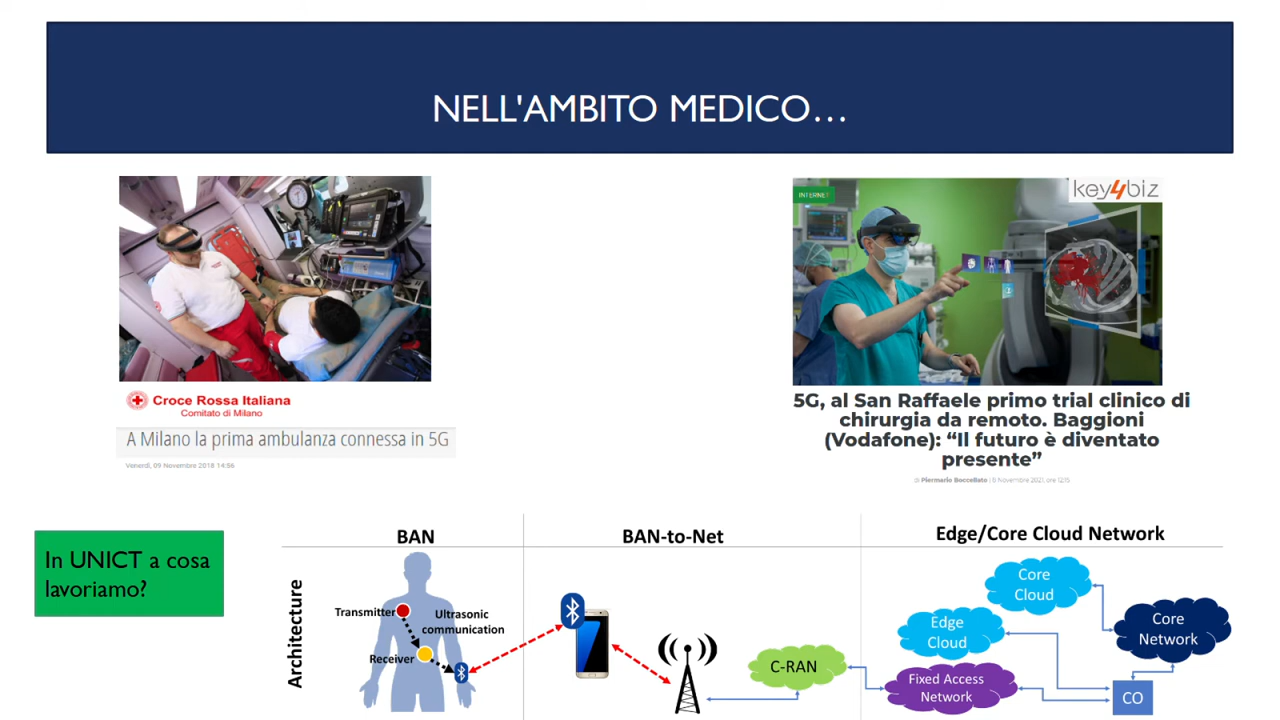 NELL'AMBITO MEDICO...
INTERNET
key4biz
Croce Rossa Italiana
Comitato di Milano
A Milano la prima ambulanza connessa in 5G
Venerdì, 09 Novembre 2018 14:56
5G, al San Raffaele primo trial clinico di
chirurgia da remoto. Baggioni
(Vodafone): “Il futuro è diventato
presente”
di Piermario Boccellato | 8 Novembre 2021, ore 12:15
In UNICT a cosa
lavoriamo?
BAN
BAN-to-Net
Edge/Core Cloud Network
Architecture
Transmitter
Ultrasonic
communication
Receiver
C-RAN
Core
Cloud
Edge
Cloud
Core
Network
Fixed Access
Network
CO